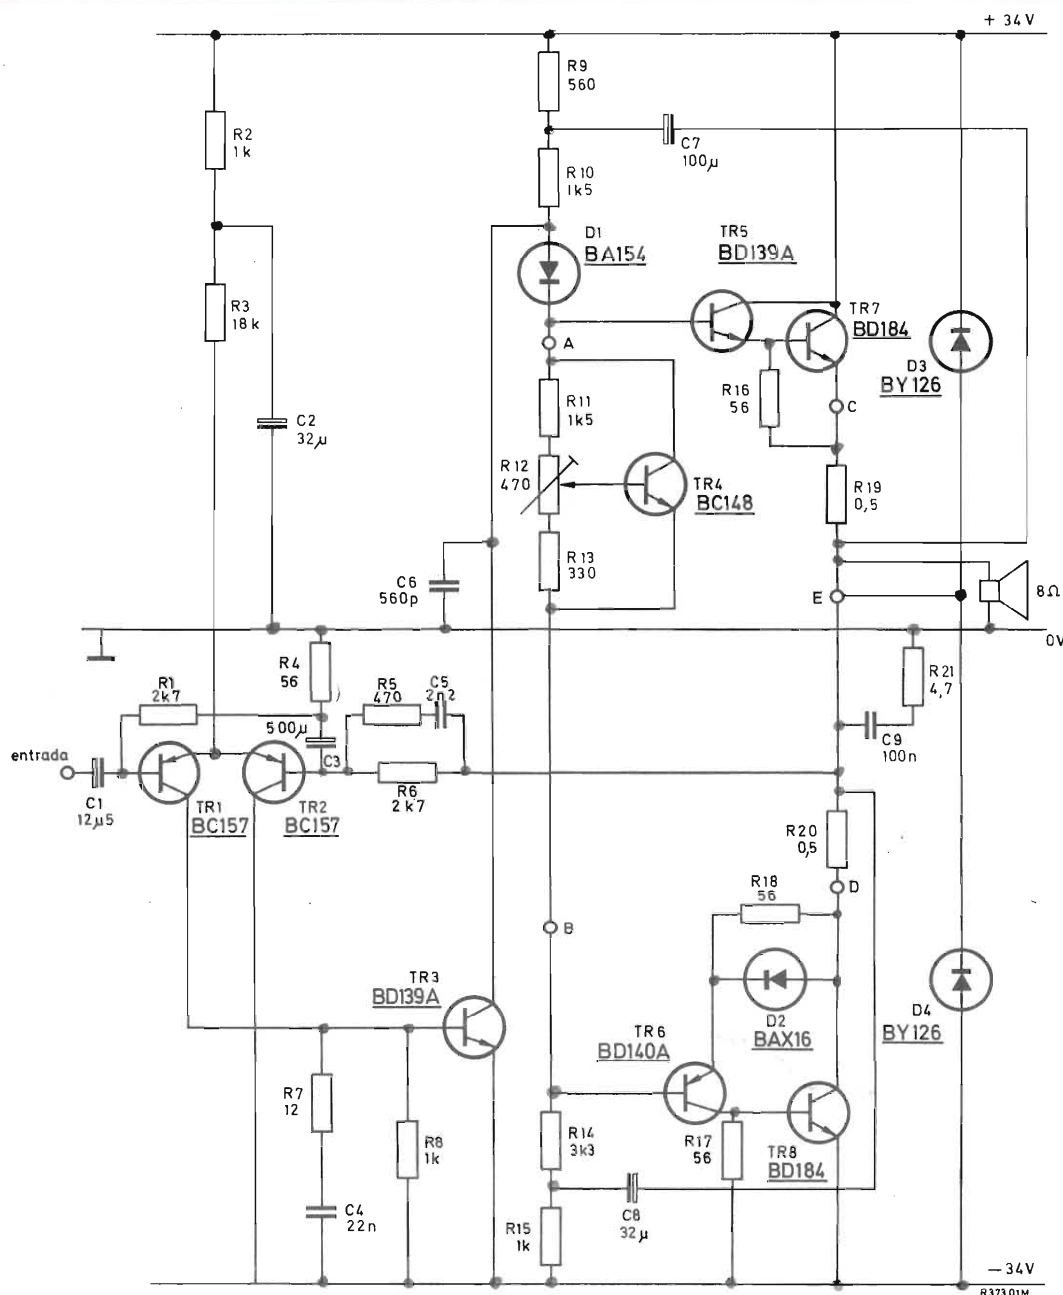 + 34V
R9
560
R2
1k
C7
100µ
R10
1k5
D1
BA154
TR5
BD139A
R3
18k
TR7
BD184
A
D3
BY126
R16
56
C
R11
1k5
C2
32µ
R12
470
TR4
BC148
R19
0,5
R13
330
C6
560p
E
8Ω
0V
R4
56
R21
4,7
R1
2k7
R5
470
C5
2n2
500µ
C3
C9
100n
entrada
C1
12µ5
TR1
BC157
TR2
BC157
R6
2k7
R20
0,5
R18
56
D
B
TR3
BD139A
D2
BAX16
D4
BY126
TR6
BD140A
R7
12
R8
1k
R14
3k3
R17
56
TR8
BD184
C4
22n
C8
32µ
R15
1k
−34V
R37301M